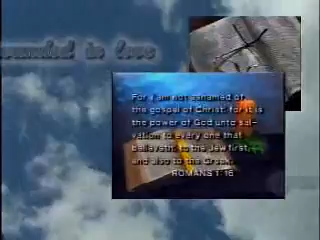 ounded in love
For I am not ashamed of
the gospel of Christ: for it is
the power of God unto sal-
vation to every one that
believeth; to the Jew first,
and also to the Greek.
ROMANS 1:16